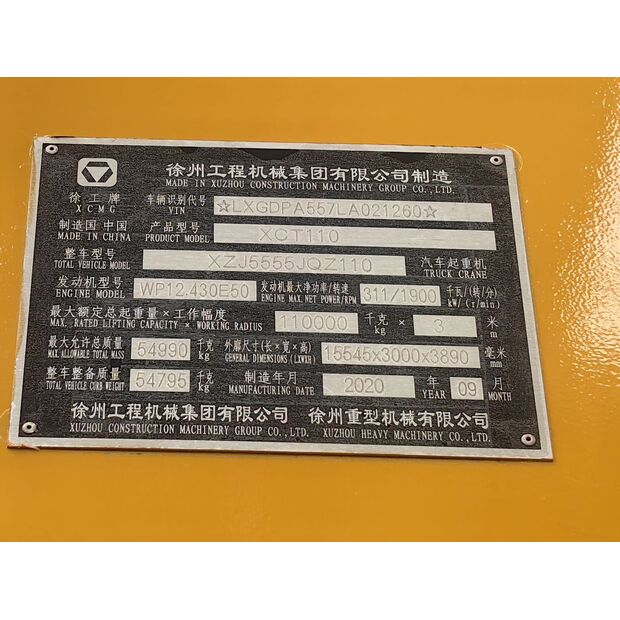 徐州工程机械集团有限公司制造
MADE IN XUZHOU CONSTRUCTION MACHINERY GROUP CO., LTD.
徐工牌 车辆识别代号 ☆LXGDPA557LA021260☆
XCMG VIN
制造国 中国 产品型号 XCT110
MADE IN CHINA PRODUCT MODEL
整车型号 XZJ5555JQZ110 汽车起重机
TOTAL VEHICLE MODEL TRUCK CRANE
发动机型号 WP12.430E50 发动机最大净功率/转速 311/1900 千瓦/(转/分)
ENGINE MODEL ENGINE MAX. NET POWER/RPM kW/(r/min)
最大额定总起重量×工作幅度 110000 千克 × 3 米
MAX. RATED LIFTING CAPACITY × WORKING RADIUS kg m
最大允许总质量 54990 千克 外廓尺寸(长×宽×高) 15545x3000x3890 毫米
MAX ALLOWABLE TOTAL MASS kg GENERAL DIMENSIONS (LXWXH) mm
整车整备质量 54795 千克 制造年月 2020 年 09 月
TOTAL VEHICLE CURB WEIGHT kg MANUFACTURING DATE YEAR MONTH
徐州工程机械集团有限公司 徐州重型机械有限公司
XUZHOU CONSTRUCTION MACHINERY GROUP CO., LTD. XUZHOU HEAVY MACHINERY CO., LTD.